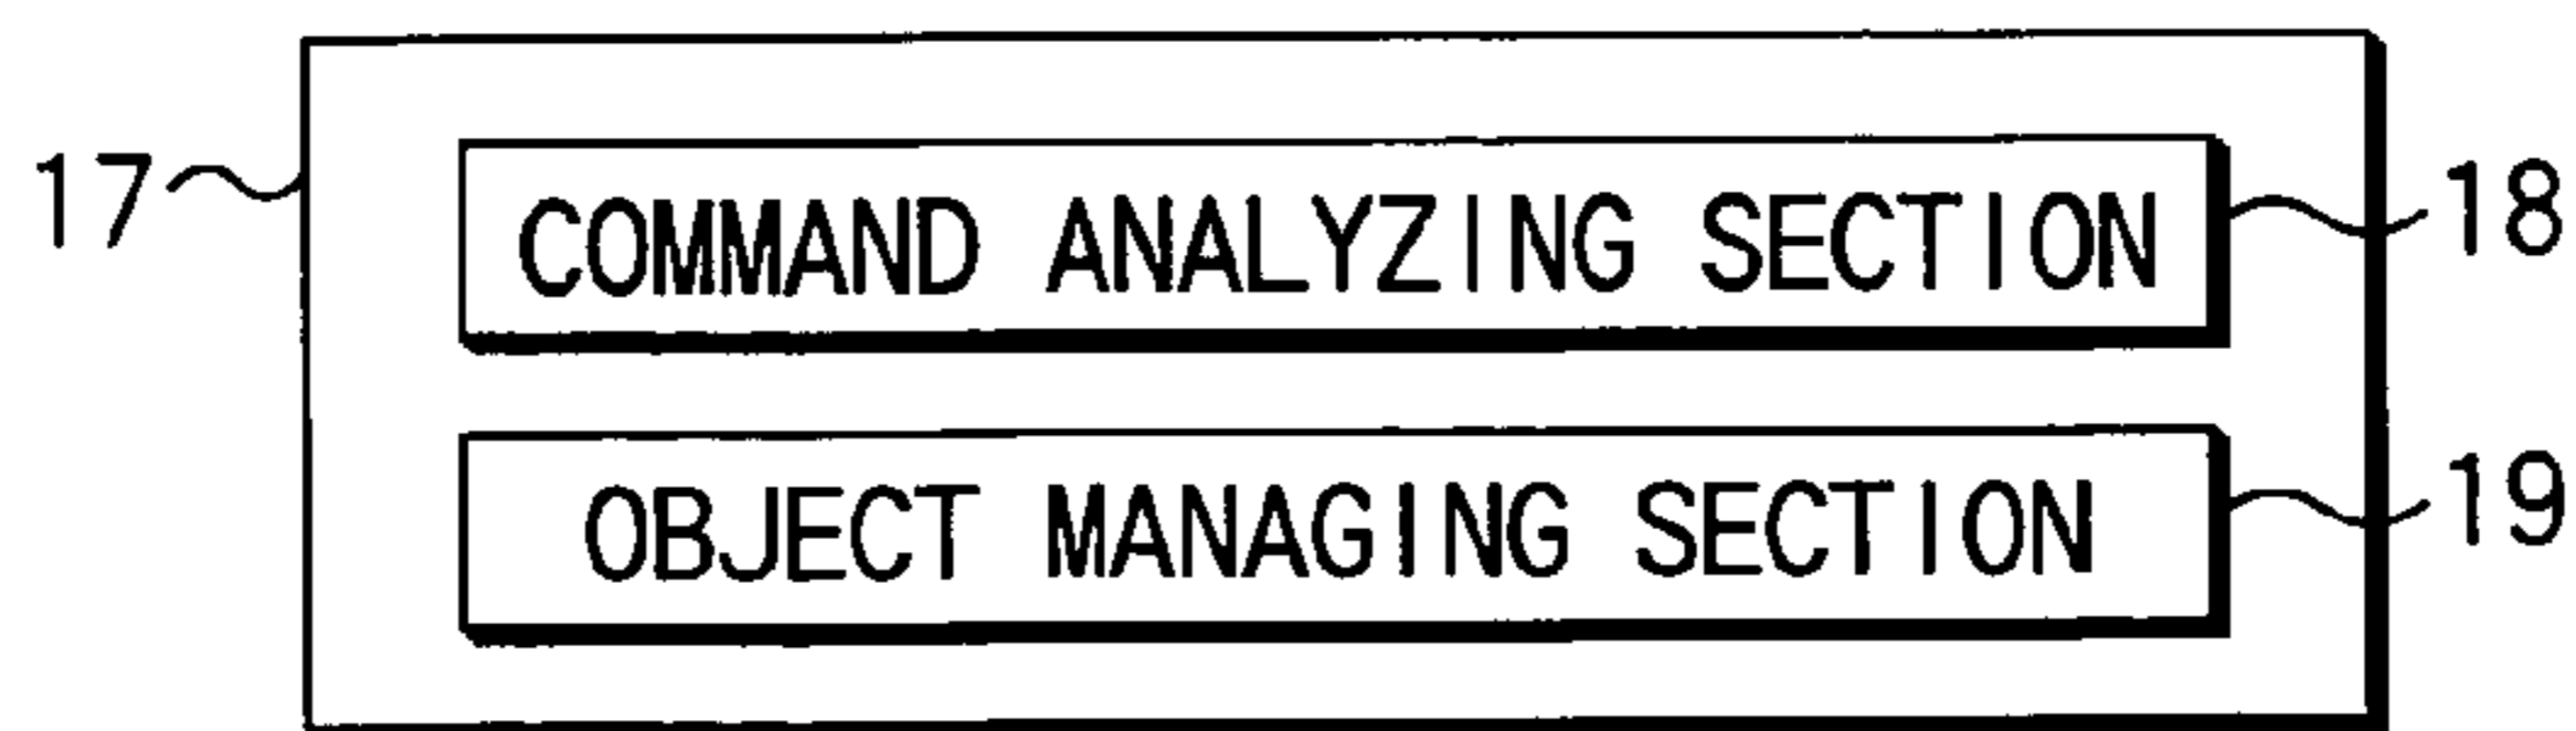 17
COMMAND ANALYZING SECTION 18
OBJECT MANAGING SECTION 19